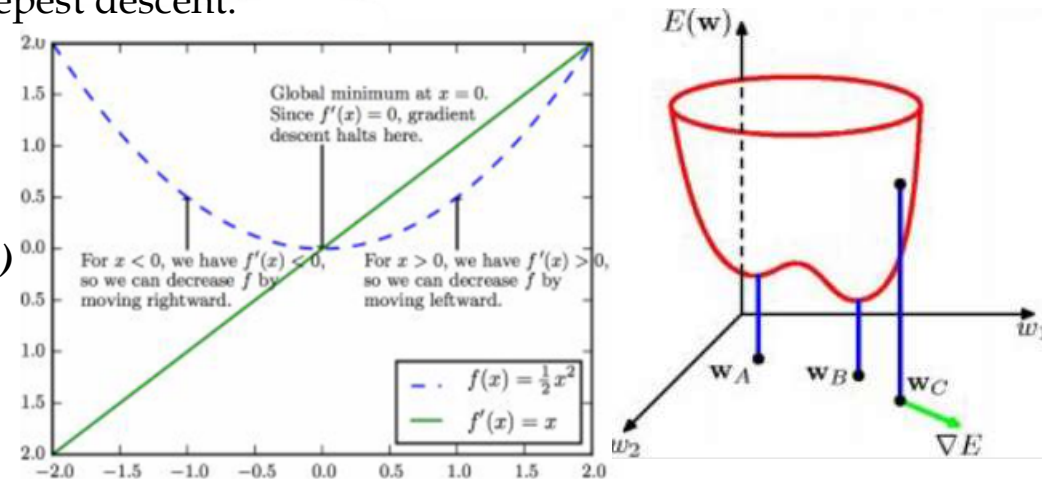 epest descent.
2.0
1.5
1.0
0.5
0.0
0.5
1.0
1.5
2.0
−2.0 −1.5 −1.0 −0.5 0.0 0.5 1.0 1.5 2.0
Global minimum at x = 0.
Since f′(x) = 0, gradient
descent halts here.
)
For x < 0, we have f′(x) < 0,
so we can decrease f by
moving rightward.
For x > 0, we have f′(x) > 0,
so we can decrease f by
moving leftward.
f(x) = ½x²
f′(x) = x
E(w)
w₁
w_A
w_B
w_C
w₂
∇E